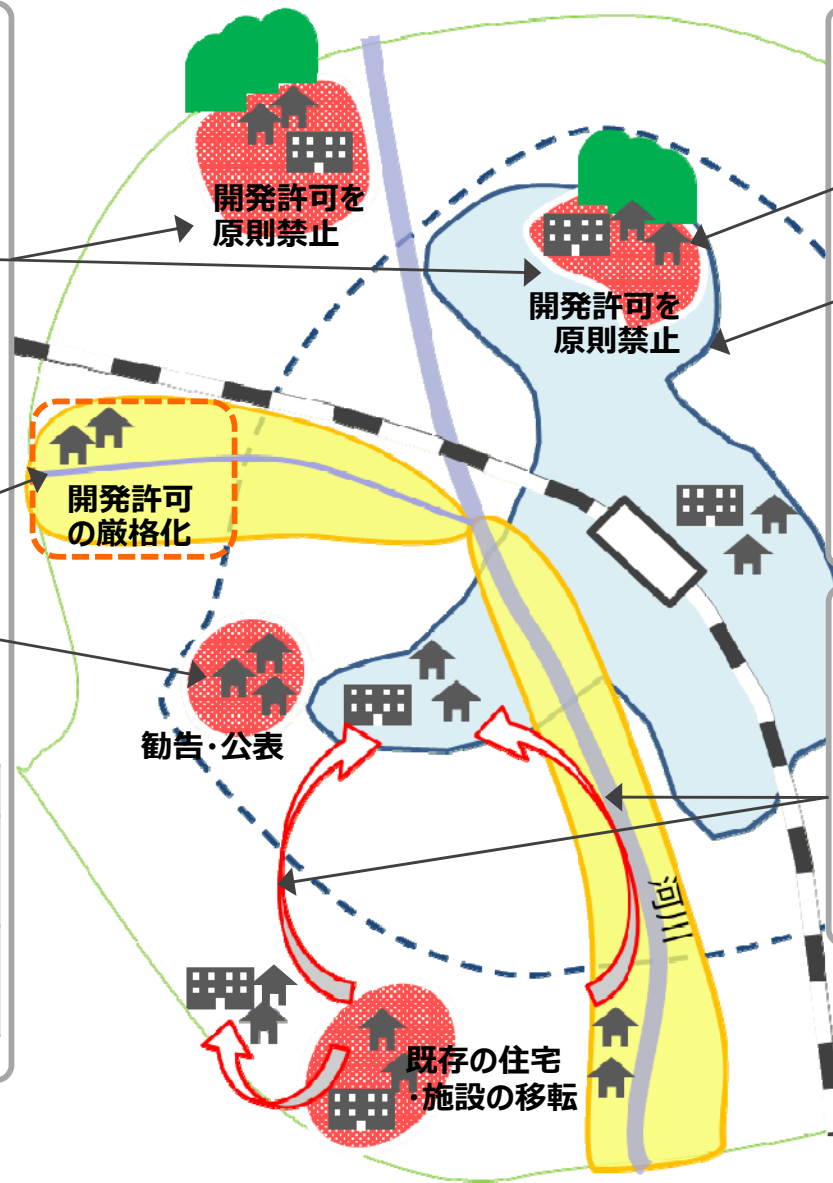 開発許可を
原則禁止
開発許可を
原則禁止
開発許可
の厳格化
勧告・公表
河川
既存の住宅
・施設の移転